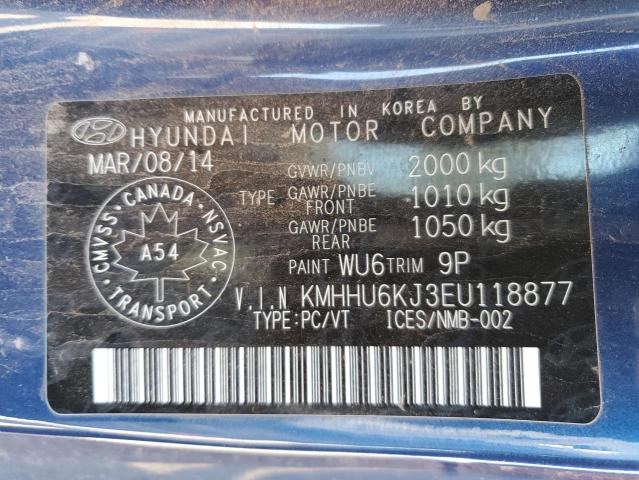 MANUFACTURED IN KOREA BY
HYUNDAI MOTOR COMPANY
MAR/08/14
GVWR/PNBV 2000 kg
TYPE GAWR/PNBE FRONT 1010 kg
GAWR/PNBE REAR 1050 kg
PAINT WU6 TRIM 9P
CANADA
CMVSS
NSVAC
A54
TRANSPORT
V.I.N KMHHU6KJ3EU118877
TYPE:PC/VT ICES/NMB-002